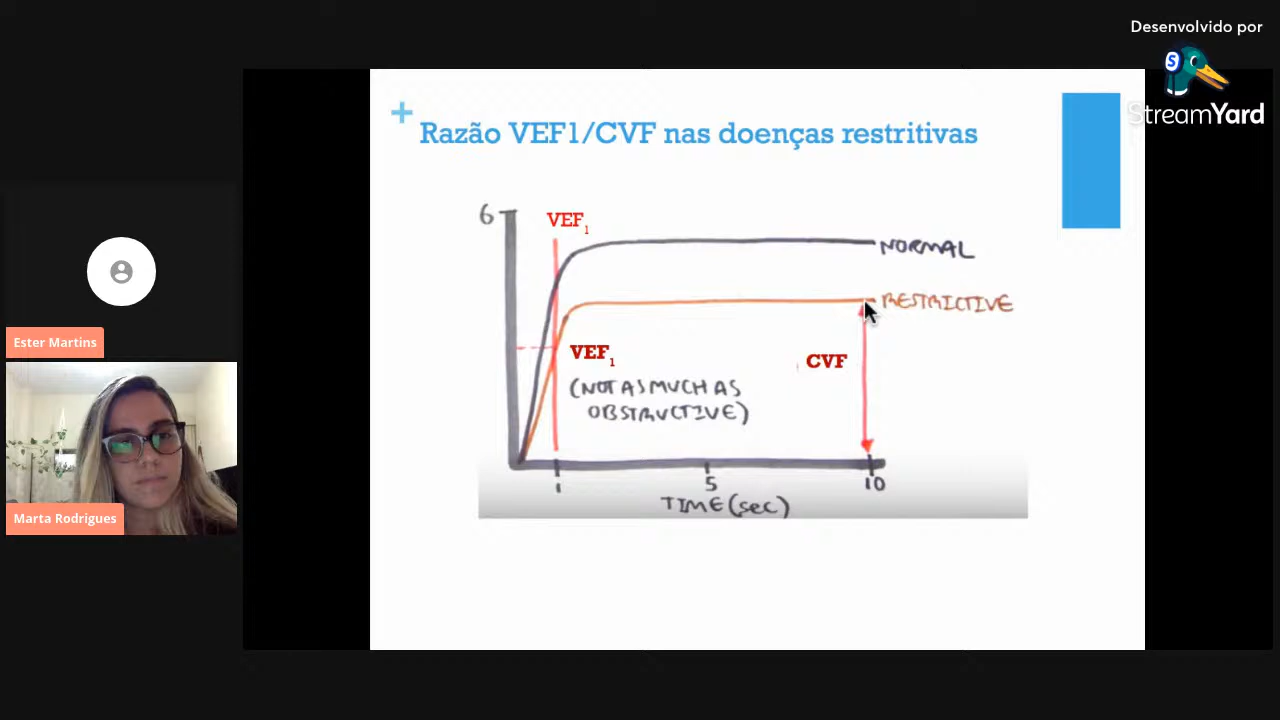 Desenvolvido por
S
StreamYard
+
Razão VEF1/CVF nas doenças restritivas
6
VEF1
NORMAL
RESTRICTIVE
VEF1
CVF
(NOT AS MUCH AS
OBSTRUCTIVE)
1
5
10
TIME (sec)
Ester Martins
Marta Rodrigues